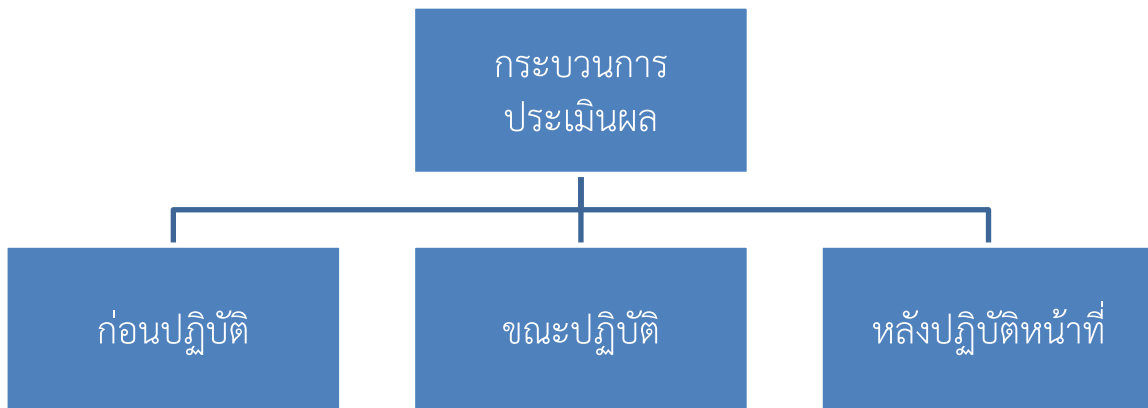 กระบวนการ
ประเมินผล
ก่อนปฏิบัติ
ขณะปฏิบัติ
หลังปฏิบัติหน้าที่